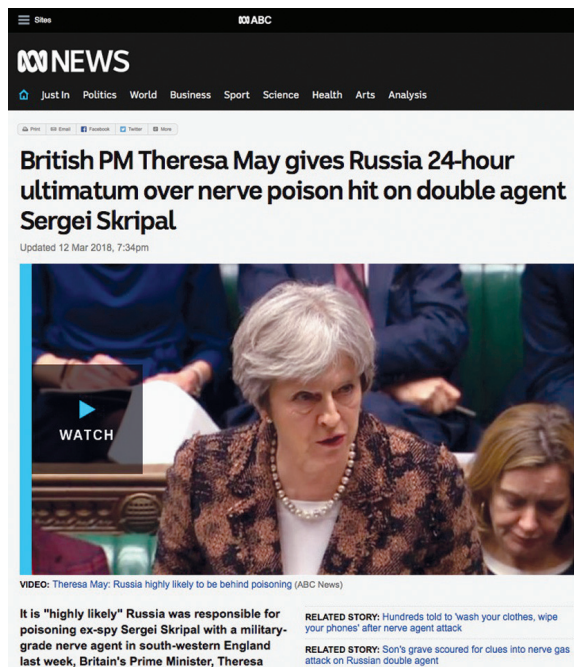 Sites
ABC
NEWS
Just In Politics World Business Sport Science Health Arts Analysis
Print Email Facebook Twitter More
British PM Theresa May gives Russia 24-hour
ultimatum over nerve poison hit on double agent
Sergei Skripal
Updated 12 Mar 2018, 7:34pm
WATCH
VIDEO: Theresa May: Russia highly likely to be behind poisoning (ABC News)
It is "highly likely" Russia was responsible for
poisoning ex-spy Sergei Skripal with a military-
grade nerve agent in south-western England
last week, Britain's Prime Minister, Theresa
RELATED STORY: Hundreds told to 'wash your clothes, wipe
your phones' after nerve agent attack
RELATED STORY: Son's grave scoured for clues into nerve gas
attack on Russian double agent